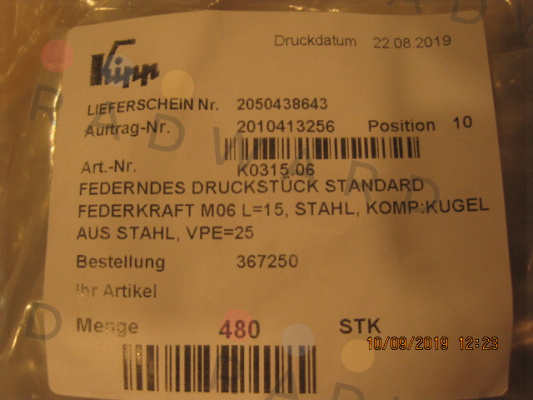 Kipp
Druckdatum 22.08.2019
LIEFERSCHEIN Nr. 2050438643
Auftrag-Nr. 2010413256 Position 10
Art.-Nr. K0315.06
FEDERNDES DRUCKSTÜCK STANDARD
FEDERKRAFT M06 L=15, STAHL, KOMP:KUGEL
AUS STAHL, VPE=25
Bestellung 367250
Ihr Artikel
Menge 480 STK
10/09/2019 12:23
RADWARD
RADWARD